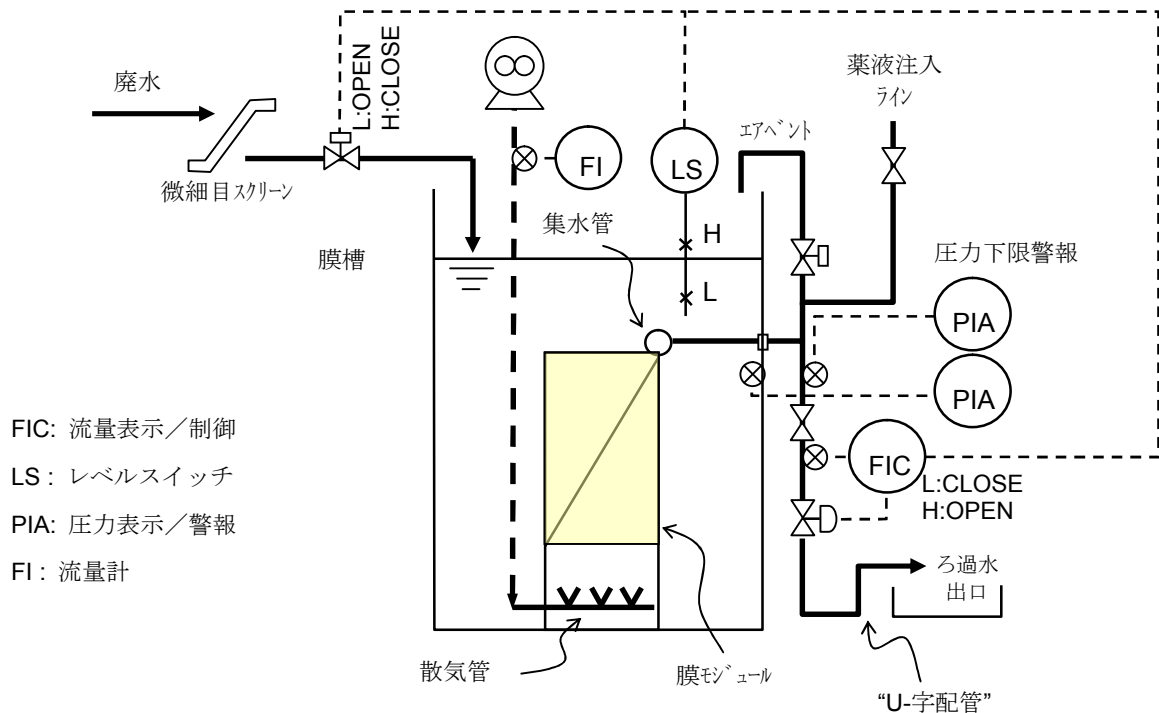 廃水
L:OPEN
H:CLOSE
薬液注入
ライン
エアベント
FI
LS
微細目スクリーン
集水管
H
膜槽
圧力下限警報
L
PIA
PIA
FIC: 流量表示／制御
LS : レベルスイッチ
PIA: 圧力表示／警報
FI : 流量計
FIC
L:CLOSE
H:OPEN
ろ過水
出口
散気管
膜モジュール
“U-字配管”